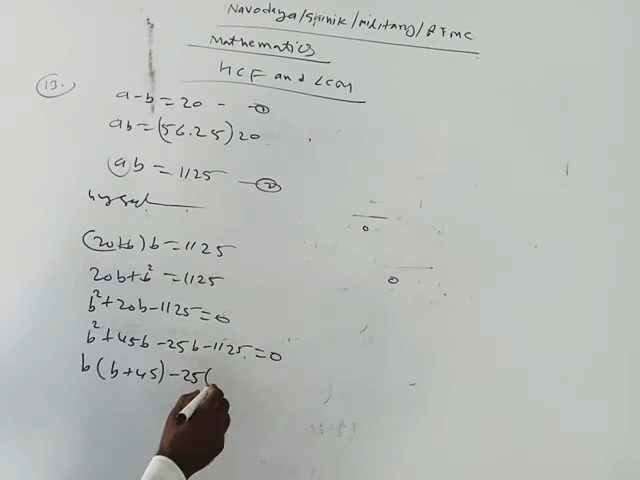 Navodaya/Sainik/military/RIMC
Mathematics
HCF and LCM
13.
a-b=20 - ①
ab=(56.25)20
ab=1125 - ②
(20+b)b=1125
20b+b²=1125
b²+20b-1125=0
b²+45b-25b-1125=0
b(b+45)-25(